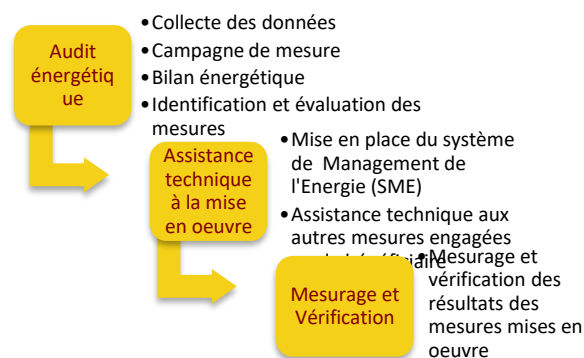 Audit
énergétiq
ue
•Collecte des données
•Campagne de mesure
•Bilan énergétique
•Identification et évaluation des
mesures
Assistance
technique
à la mise
en oeuvre
•Mise en place du système
de Management de
l'Energie (SME)
•Assistance technique aux
autres mesures engagées
Mesurage et
Vérification
•Mesurage et
vérification des
résultats des
mesures mises en
oeuvre